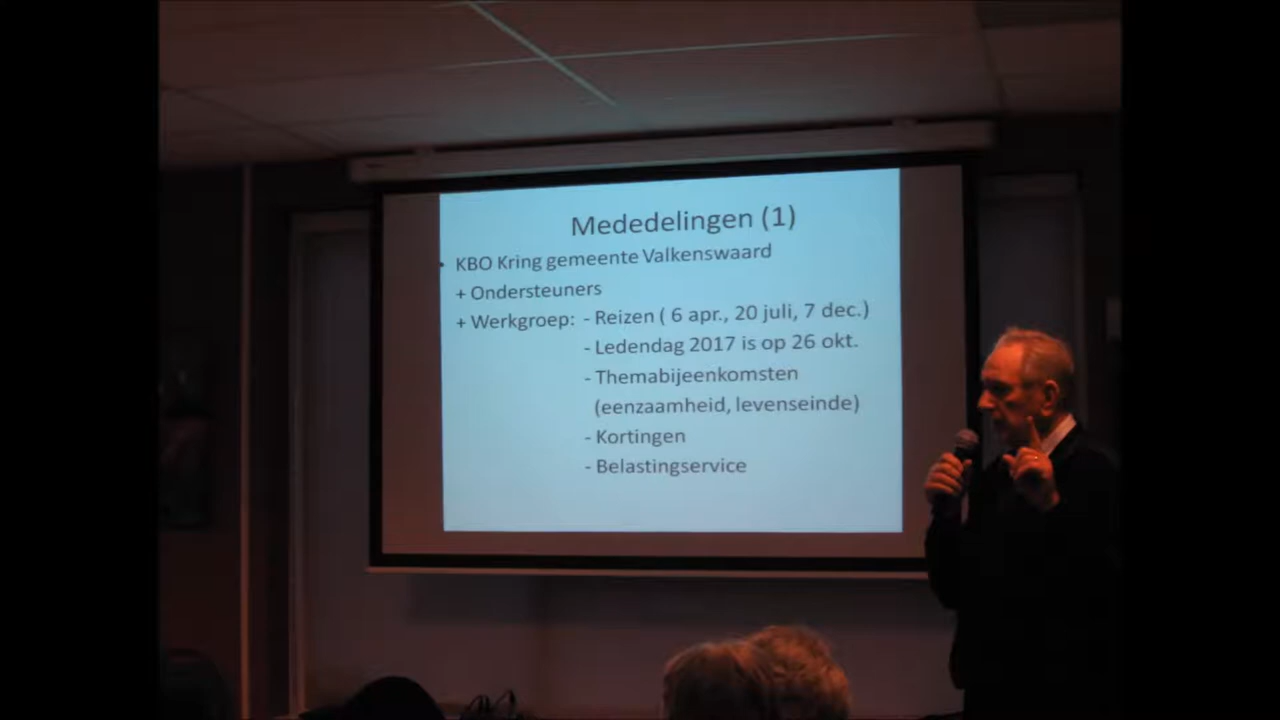 Mededelingen (1)
• KBO Kring gemeente Valkenswaard
+ Ondersteuners
+ Werkgroep: - Reizen ( 6 apr., 20 juli, 7 dec.)
- Ledendag 2017 is op 26 okt.
- Themabijeenkomsten
(eenzaamheid, levenseinde)
- Kortingen
- Belastingservice